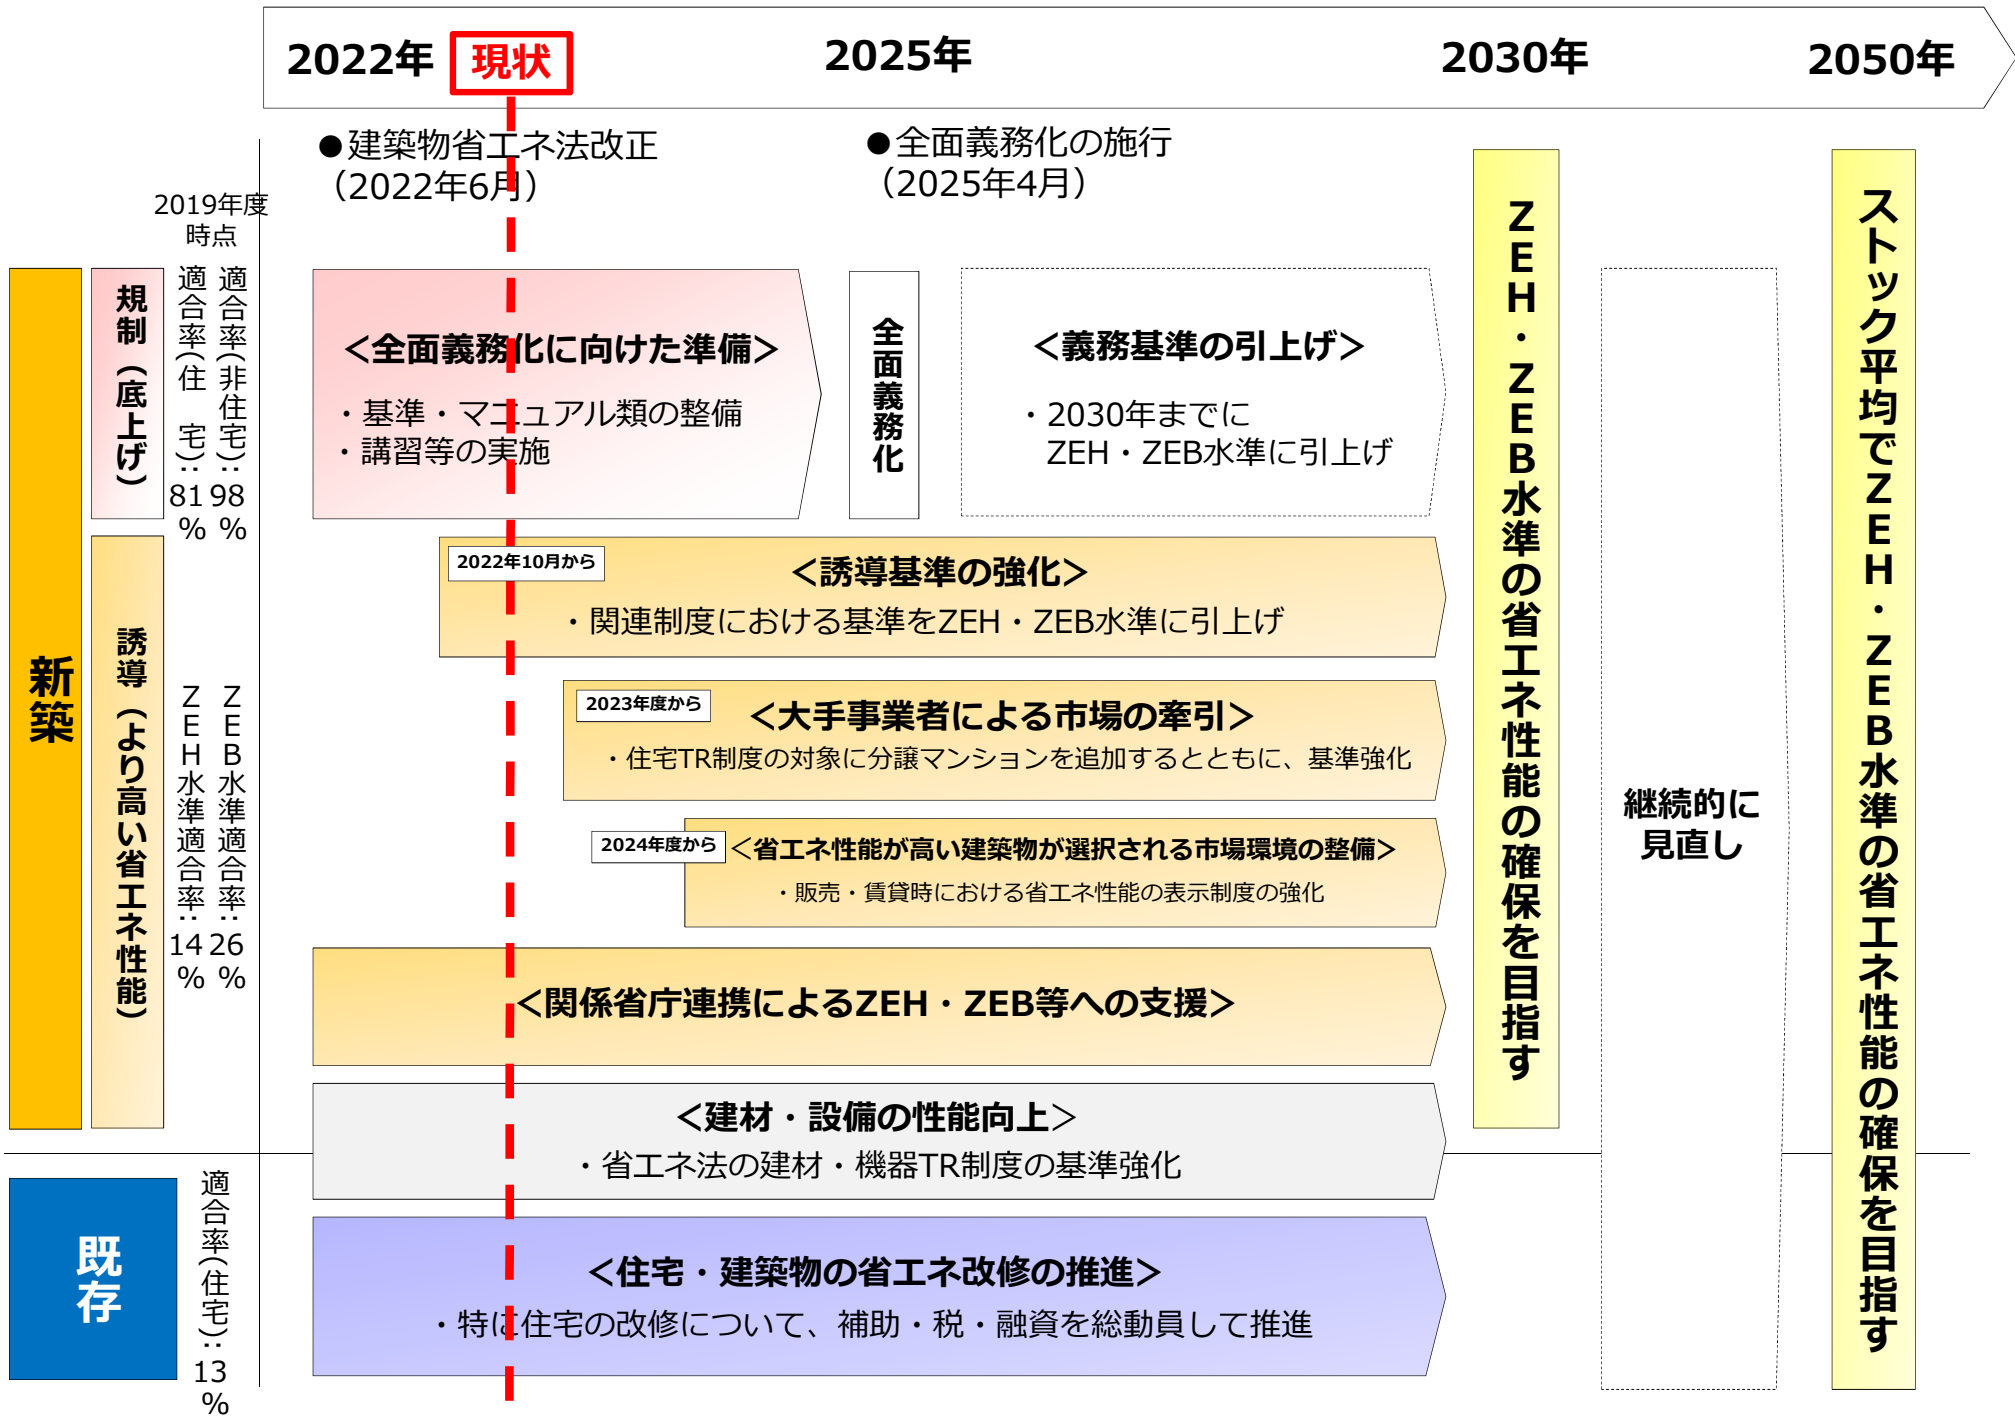 2022年
現状
2025年
2030年
2050年
●建築物省エネ法改正
（2022年6月）
●全面義務化の施行
（2025年4月）
2019年度
時点
新築
規制（底上げ）
適合率(住　宅)：81%
適合率(非住宅)：98%
＜全面義務化に向けた準備＞
・基準・マニュアル類の整備
・講習等の実施
全面義務化
＜義務基準の引上げ＞
・2030年までに
ZEH・ZEB水準に引上げ
誘導（より高い省エネ性能）
ZEH水準適合率：14%
ZEB水準適合率：26%
2022年10月から
＜誘導基準の強化＞
・関連制度における基準をZEH・ZEB水準に引上げ
2023年度から
＜大手事業者による市場の牽引＞
・住宅TR制度の対象に分譲マンションを追加するとともに、基準強化
2024年度から
＜省エネ性能が高い建築物が選択される市場環境の整備＞
・販売・賃貸時における省エネ性能の表示制度の強化
＜関係省庁連携によるZEH・ZEB等への支援＞
＜建材・設備の性能向上＞
・省エネ法の建材・機器TR制度の基準強化
既存
適合率(住宅)：13%
＜住宅・建築物の省エネ改修の推進＞
・特に住宅の改修について、補助・税・融資を総動員して推進
ZEH・ZEB水準の省エネ性能の確保を目指す
継続的に
見直し
ストック平均でZEH・ZEB水準の省エネ性能の確保を目指す